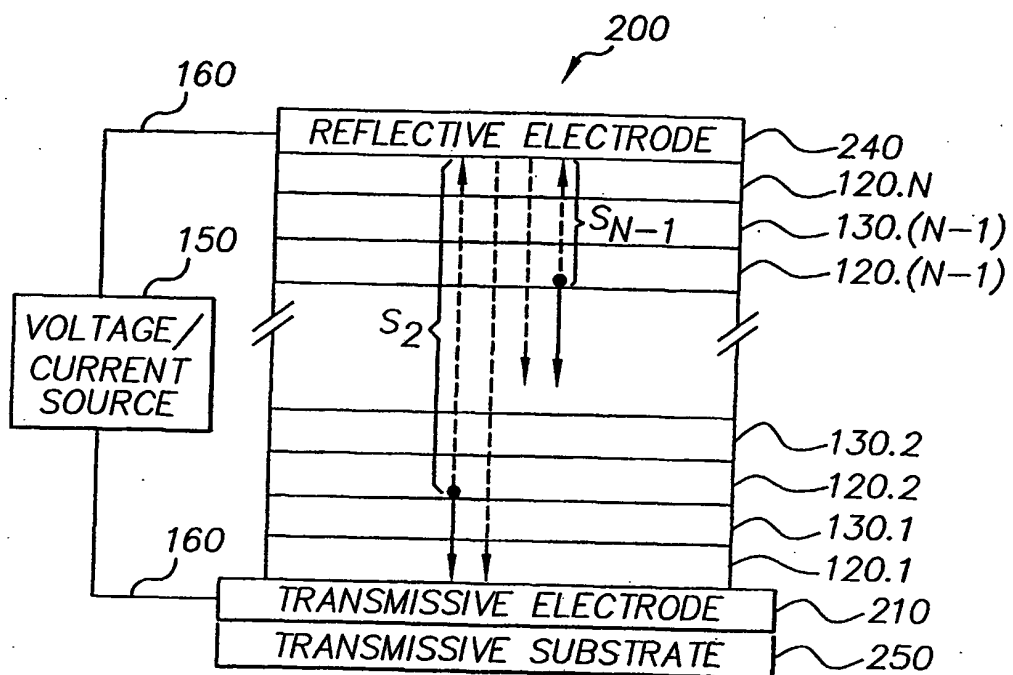 200
160
REFLECTIVE ELECTRODE
240
120.N
S_{N-1}
130.(N-1)
150
120.(N-1)
VOLTAGE/
CURRENT
SOURCE
S_2
130.2
120.2
130.1
160
120.1
TRANSMISSIVE ELECTRODE
210
TRANSMISSIVE SUBSTRATE
250